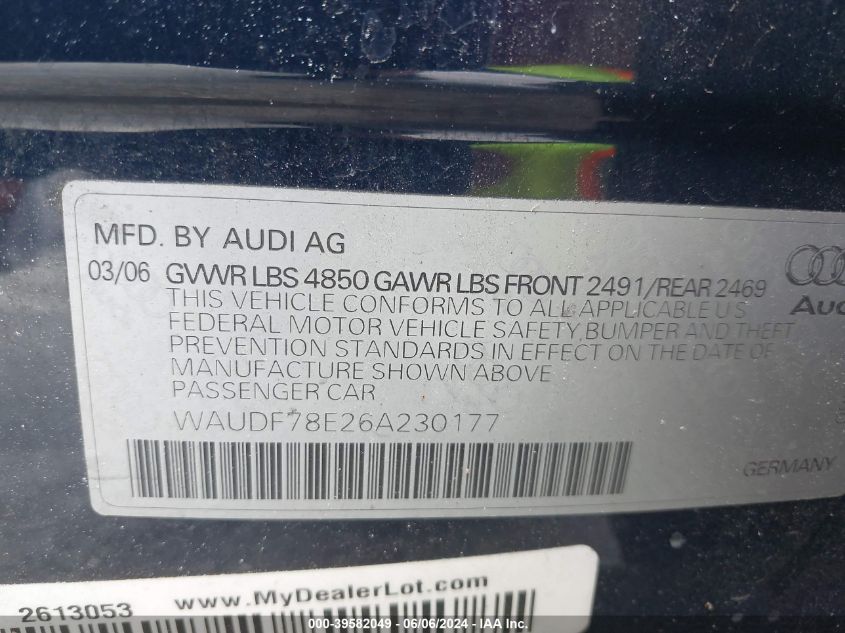 MFD. BY AUDI AG
03/06 GVWR LBS 4850 GAWR LBS FRONT 2491/REAR 2469
THIS VEHICLE CONFORMS TO ALL APPLICABLE U.S
FEDERAL MOTOR VEHICLE SAFETY,BUMPER AND THEFT
PREVENTION STANDARDS IN EFFECT ON THE DATE OF
MANUFACTURE SHOWN ABOVE
PASSENGER CAR
WAUDF78E26A230177
Aud
GERMANY
2613053 www.MyDealerLot.com
000-39582049 - 06/06/2024 - IAA Inc.